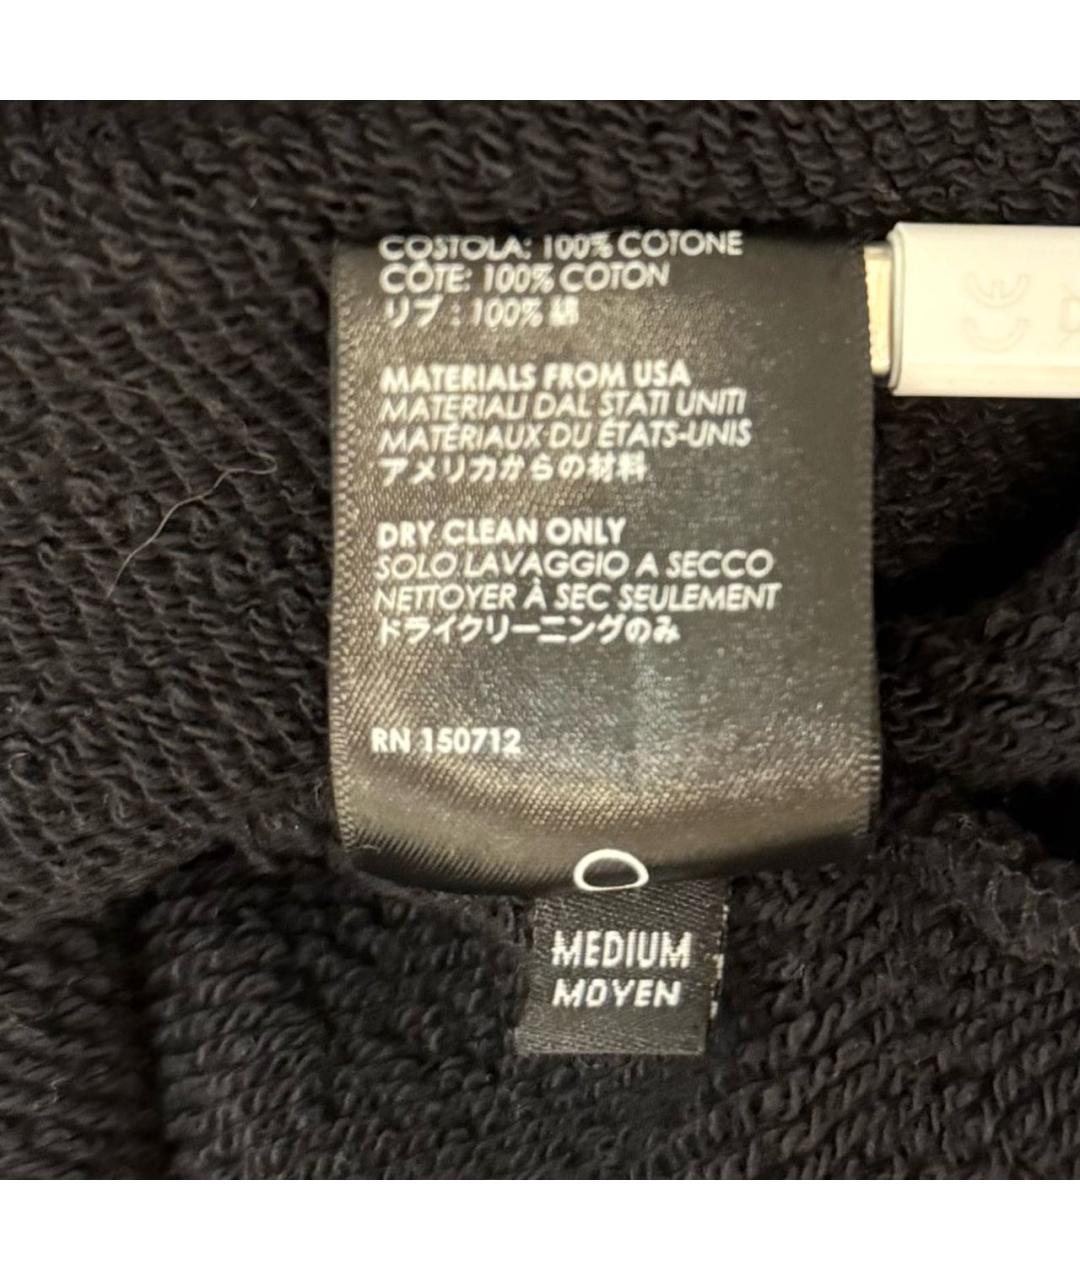 COSTOLA: 100% COTONE
CÔTE: 100% COTON
リブ : 100% 綿
MATERIALS FROM USA
MATERIALI DAL STATI UNITI
MATÉRIAUX DU ÉTATS-UNIS
アメリカからの材料
DRY CLEAN ONLY
SOLO LAVAGGIO A SECCO
NETTOYER À SEC SEULEMENT
ドライクリーニングのみ
RN 150712
MEDIUM
MOYEN
CE